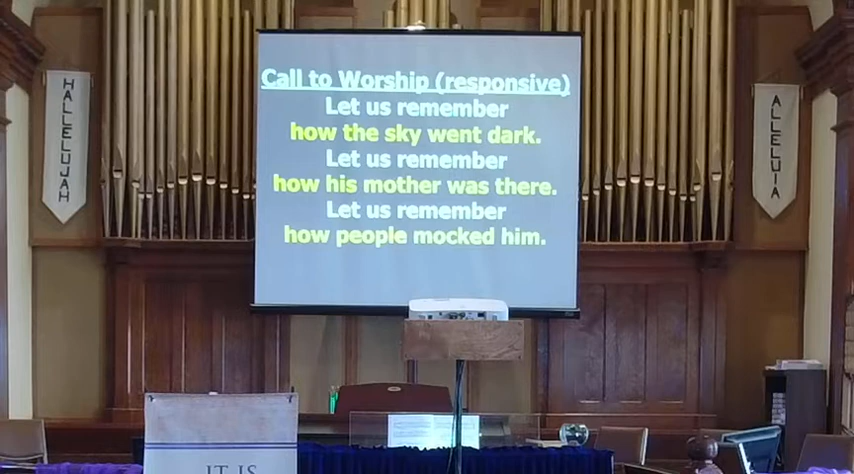 HALLELUJAH
Call to Worship (responsive)
Let us remember
how the sky went dark.
Let us remember
how his mother was there.
Let us remember
how people mocked him.
ALLELUIA
IT IS